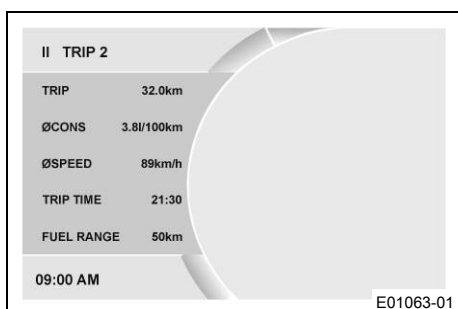 II TRIP 2
TRIP 32.0km
ØCONS 3.8l/100km
ØSPEED 89km/h
TRIP TIME 21:30
FUEL RANGE 50km
09:00 AM
E01063-01